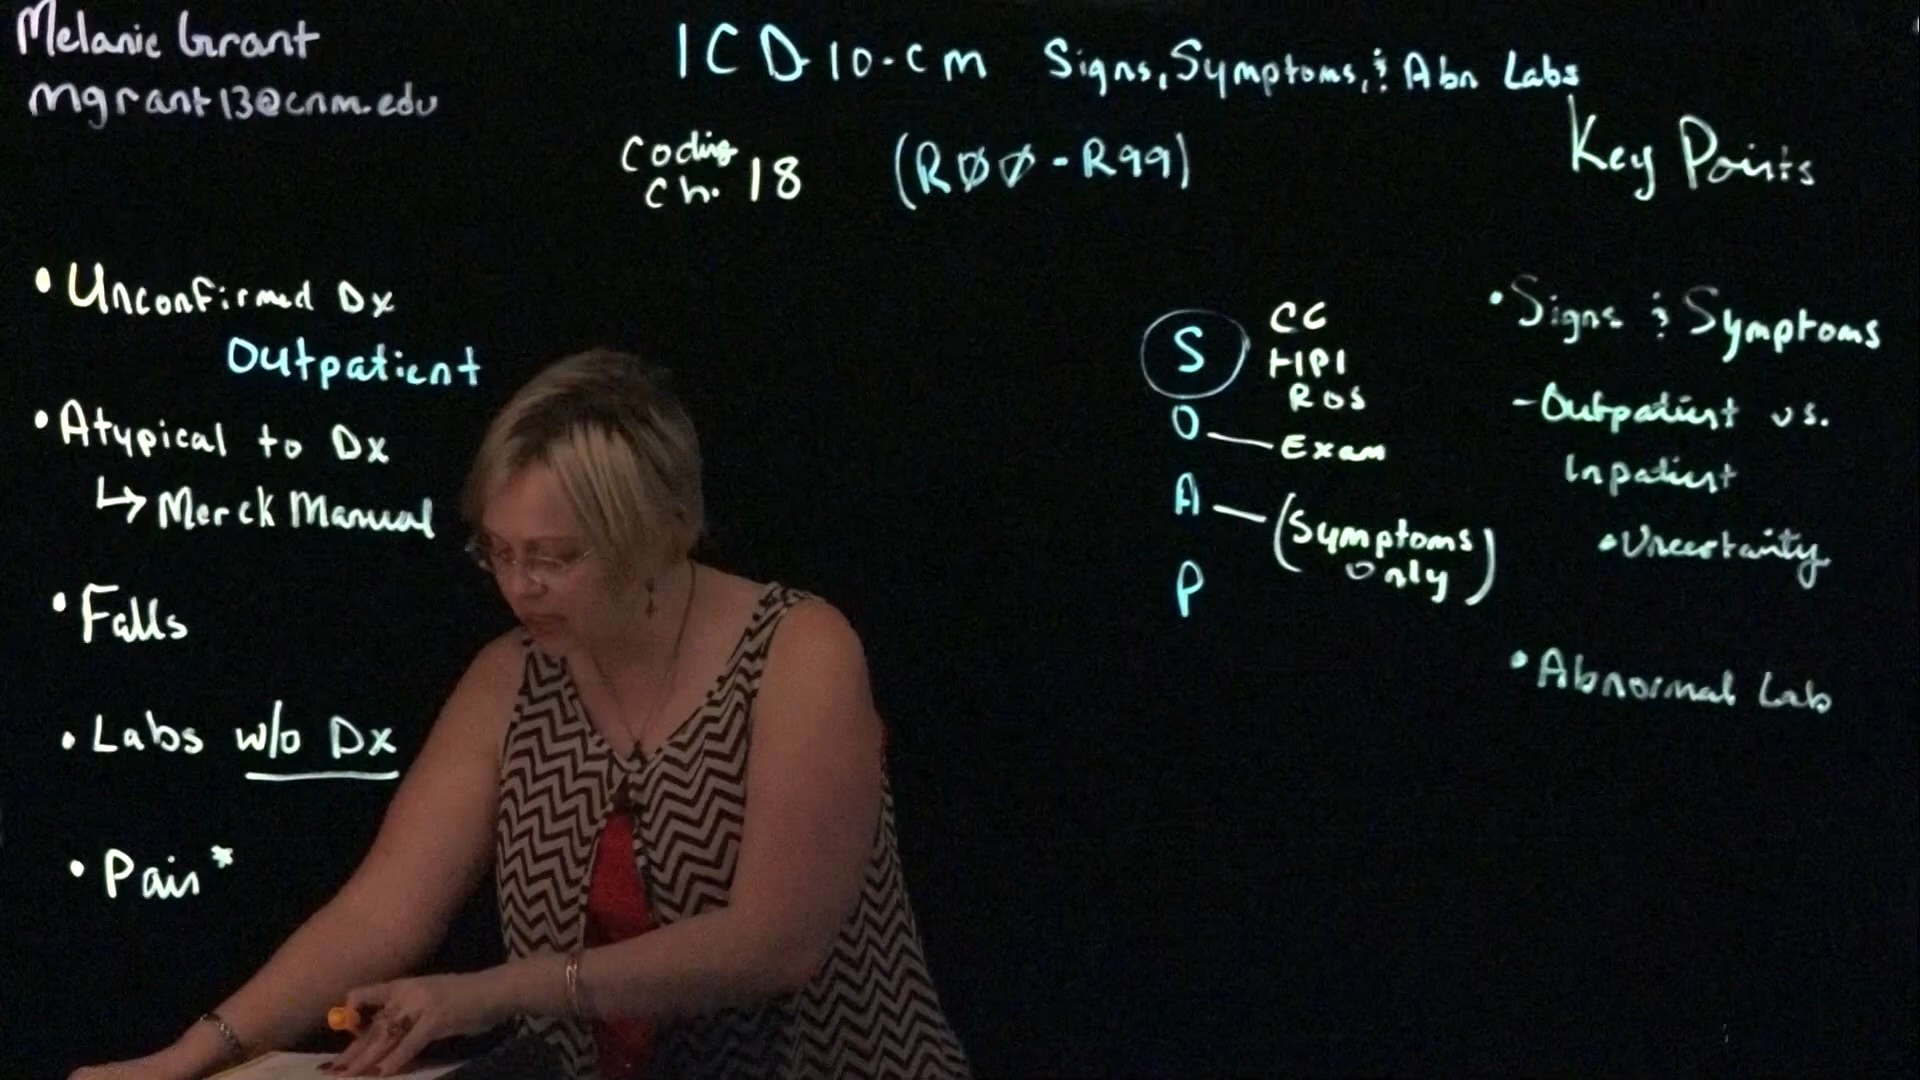 Melanie Grant
mgrant13@cnm.edu
ICD-10-CM Signs, Symptoms, & Abn Labs
Coding Ch. 18 (R00-R99)
Key Points
• Unconfirmed Dx
Outpatient
• Atypical to Dx
↳ Merck Manual
• Falls
• Labs w/o Dx
• Pain*
S CC
HPI
ROS
O — Exam
A — (Symptoms only)
P
• Signs & Symptoms
- Outpatient vs.
Inpatient
• Uncertainty
• Abnormal Lab